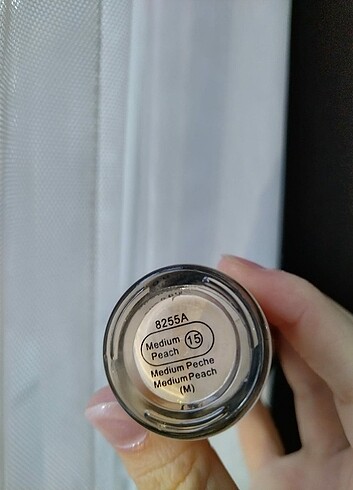 8255A
Medium 15
Peach
Medium Peche
Medium Peach
(M)